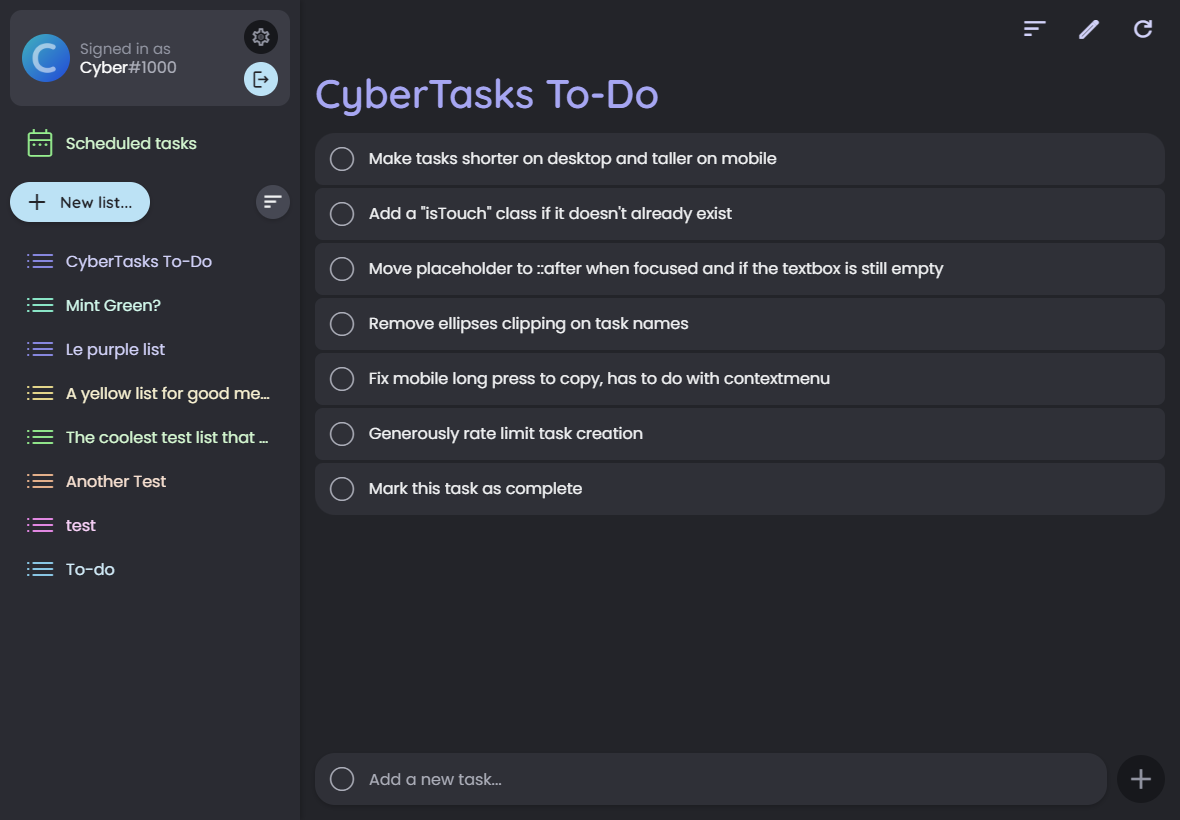 C
Signed in as
Cyber#1000
Scheduled tasks
New list...
CyberTasks To-Do
Mint Green?
Le purple list
A yellow list for good me...
The coolest test list that ...
Another Test
test
To-do
CyberTasks To-Do
Make tasks shorter on desktop and taller on mobile
Add a "isTouch" class if it doesn't already exist
Move placeholder to ::after when focused and if the textbox is still empty
Remove ellipses clipping on task names
Fix mobile long press to copy, has to do with contextmenu
Generously rate limit task creation
Mark this task as complete
Add a new task...